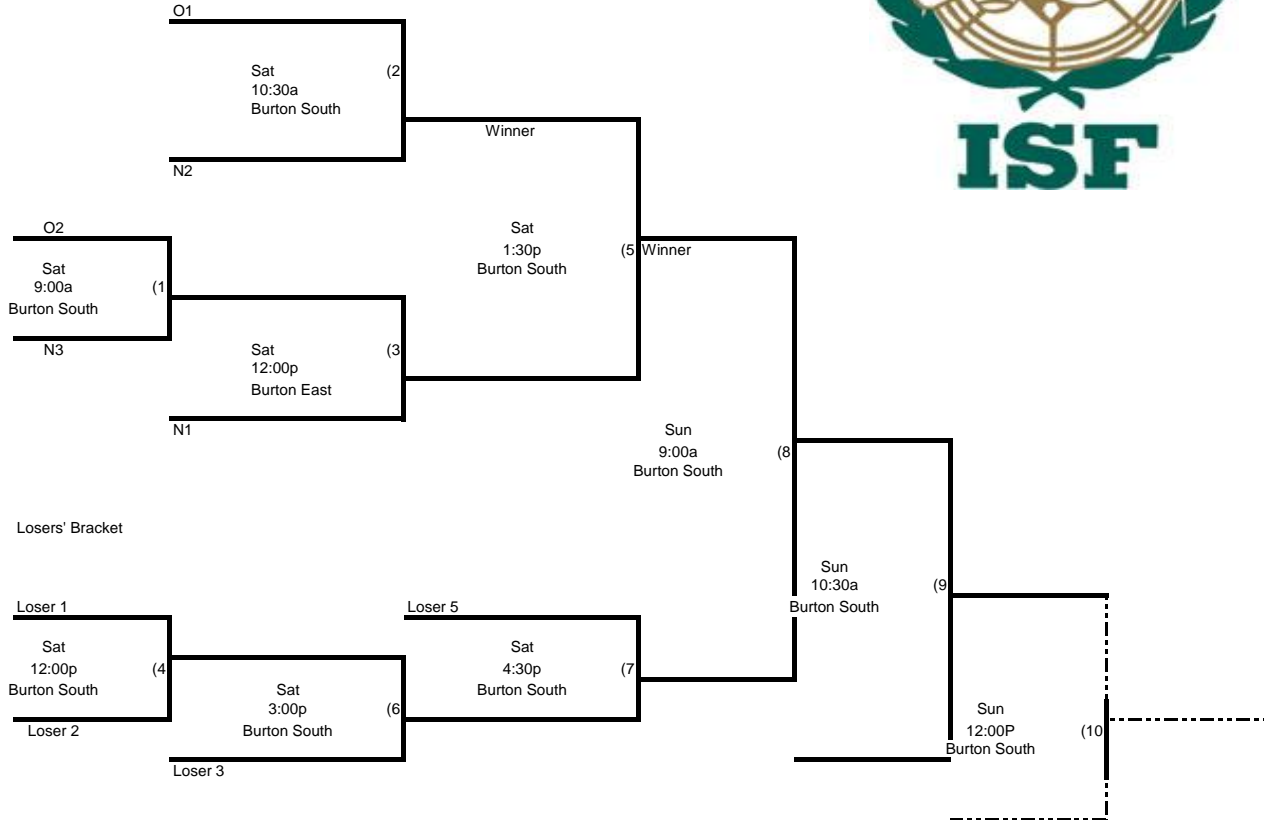 O1
Sat
(2
10:30a
Burton South
Winner
N2
ISF
O2
Sat
9:00a
(1
Burton South
N3
Sat
1:30p
(5
Winner
Burton South
Sat
(3
12:00p
Burton East
N1
Sun
9:00a
(8
Burton South
Losers' Bracket
Sun
10:30a
(9
Burton South
Loser 1
Loser 5
Sat
12:00p
(4
Burton South
Sat
4:30p
(7
Burton South
Sat
3:00p
(6
Burton South
Loser 2
Loser 3
Sun
12:00P
(10
Burton South